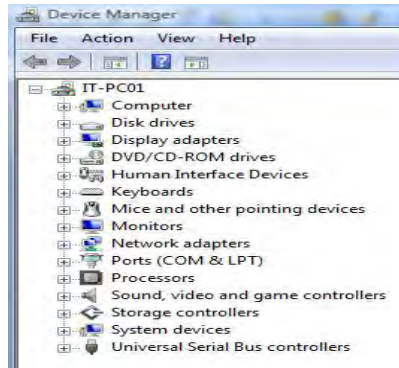 Device Manager
File Action View Help
IT-PC01
Computer
Disk drives
Display adapters
DVD/CD-ROM drives
Human Interface Devices
Keyboards
Mice and other pointing devices
Monitors
Network adapters
Ports (COM & LPT)
Processors
Sound, video and game controllers
Storage controllers
System devices
Universal Serial Bus controllers